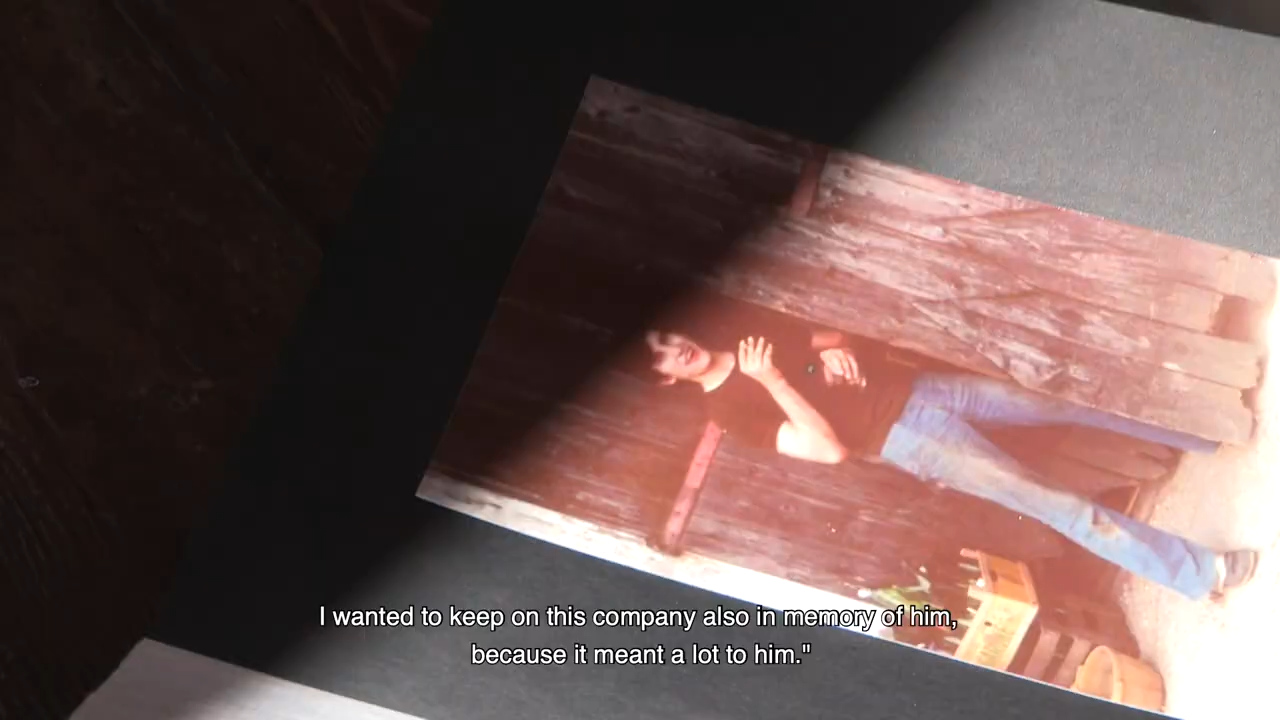 I wanted to keep on this company also in memory of him,
because it meant a lot to him."